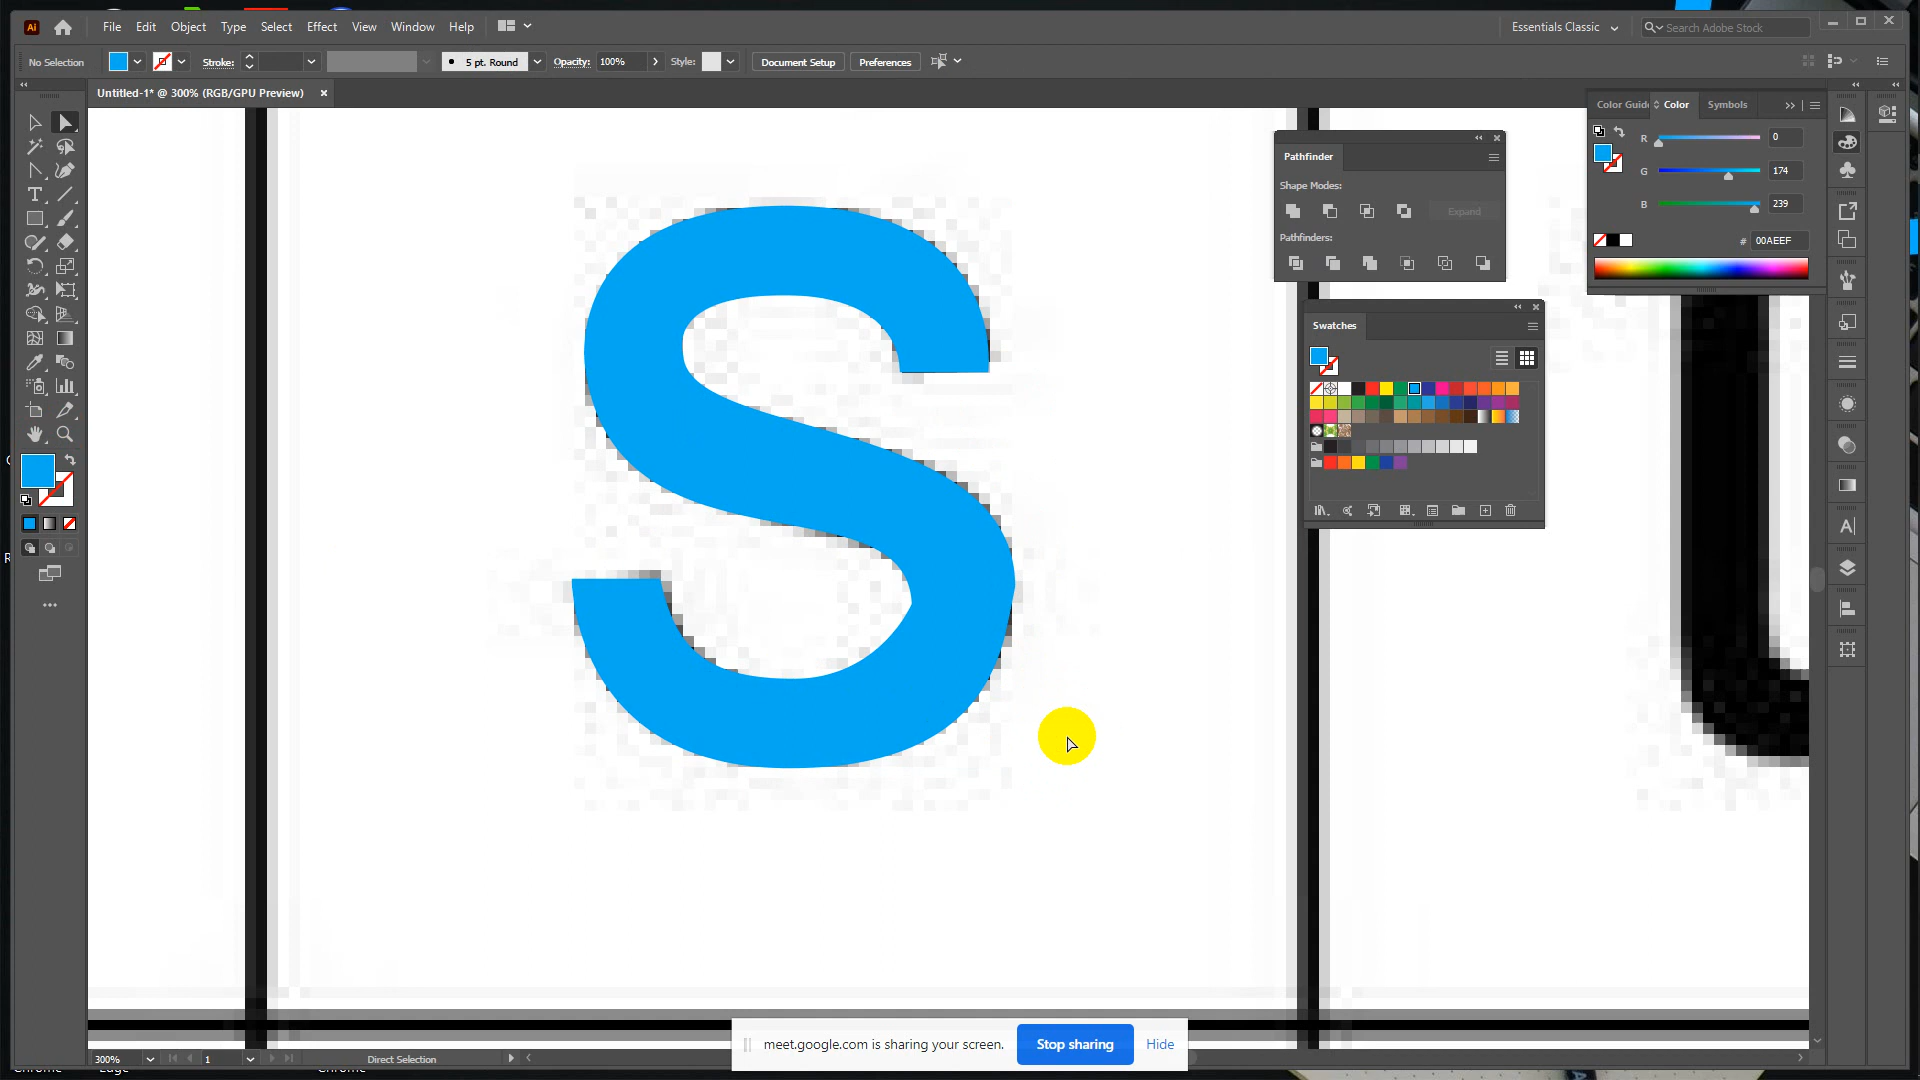 Ai File Edit Object Type Select Effect View Window Help Essentials Classic Search Adobe Stock
No Selection Stroke: 5 pt. Round Opacity: 100% Style: Document Setup Preferences
Untitled-1* @ 300% (RGB/GPU Preview)
Color Guide Color Symbols
R 0
G 174
B 239
# 00AEEF
Pathfinder
Shape Modes:
Expand
Pathfinders:
Swatches
S
meet.google.com is sharing your screen. Stop sharing Hide
300% 1 Direct Selection